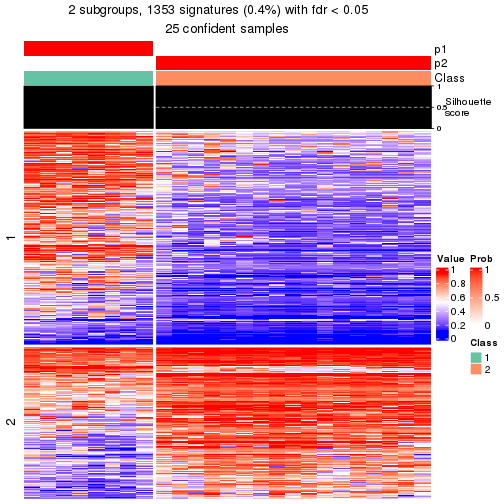 2 subgroups, 1353 signatures (0.4%) with fdr < 0.05
25 confident samples
p1
p2
Class
1
0.5
0
Silhouette
score
1
2
Value
1
0.8
0.6
0.4
0.2
0
Prob
1
0.5
0
Class
1
2